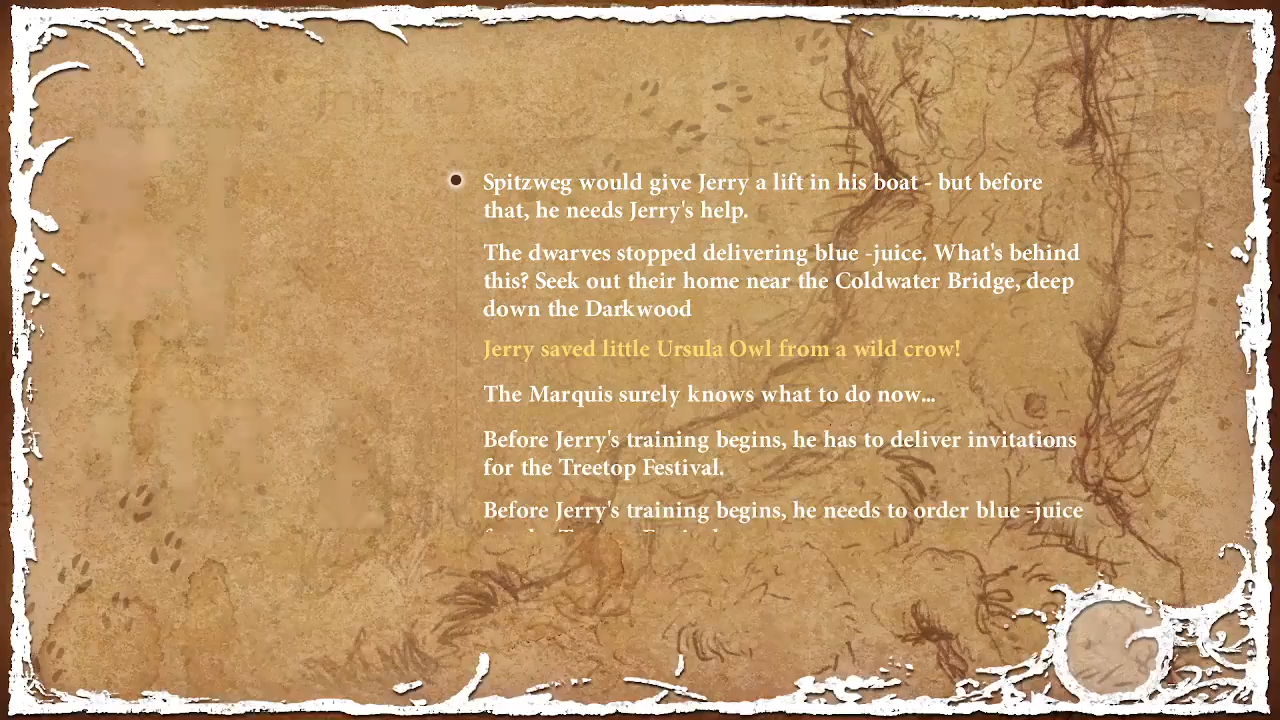 Spitzweg would give Jerry a lift in his boat - but before
that, he needs Jerry's help.
The dwarves stopped delivering blue -juice. What's behind
this? Seek out their home near the Coldwater Bridge, deep
down the Darkwood
Jerry saved little Ursula Owl from a wild crow!
The Marquis surely knows what to do now...
Before Jerry's training begins, he has to deliver invitations
for the Treetop Festival.
Before Jerry's training begins, he needs to order blue -juice